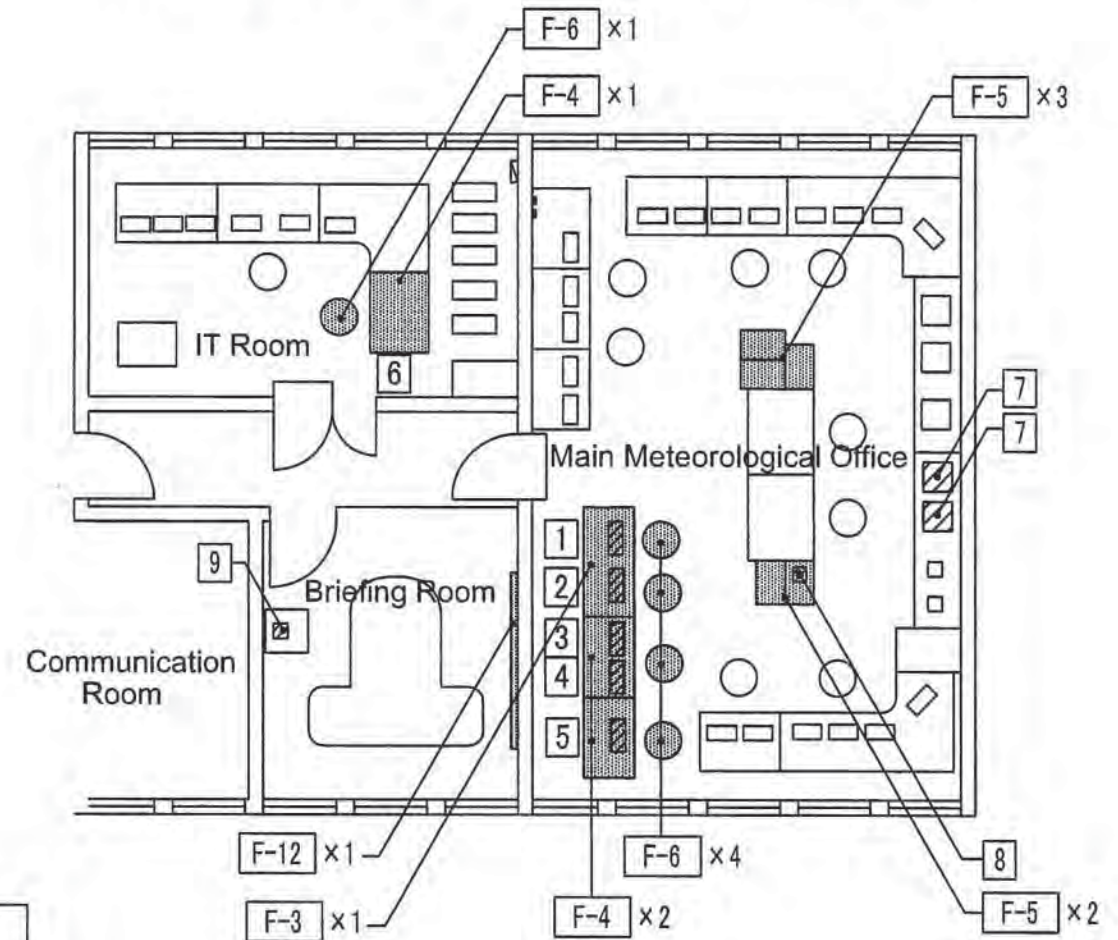 F-6 ×1
F-4 ×1
F-5 ×3
IT Room
6
7
7
Main Meteorological Office
1
9
2
Briefing Room
3
Communication
Room
4
5
F-12 ×1
F-6 ×4
8
F-3 ×1
F-4 ×2
F-5 ×2